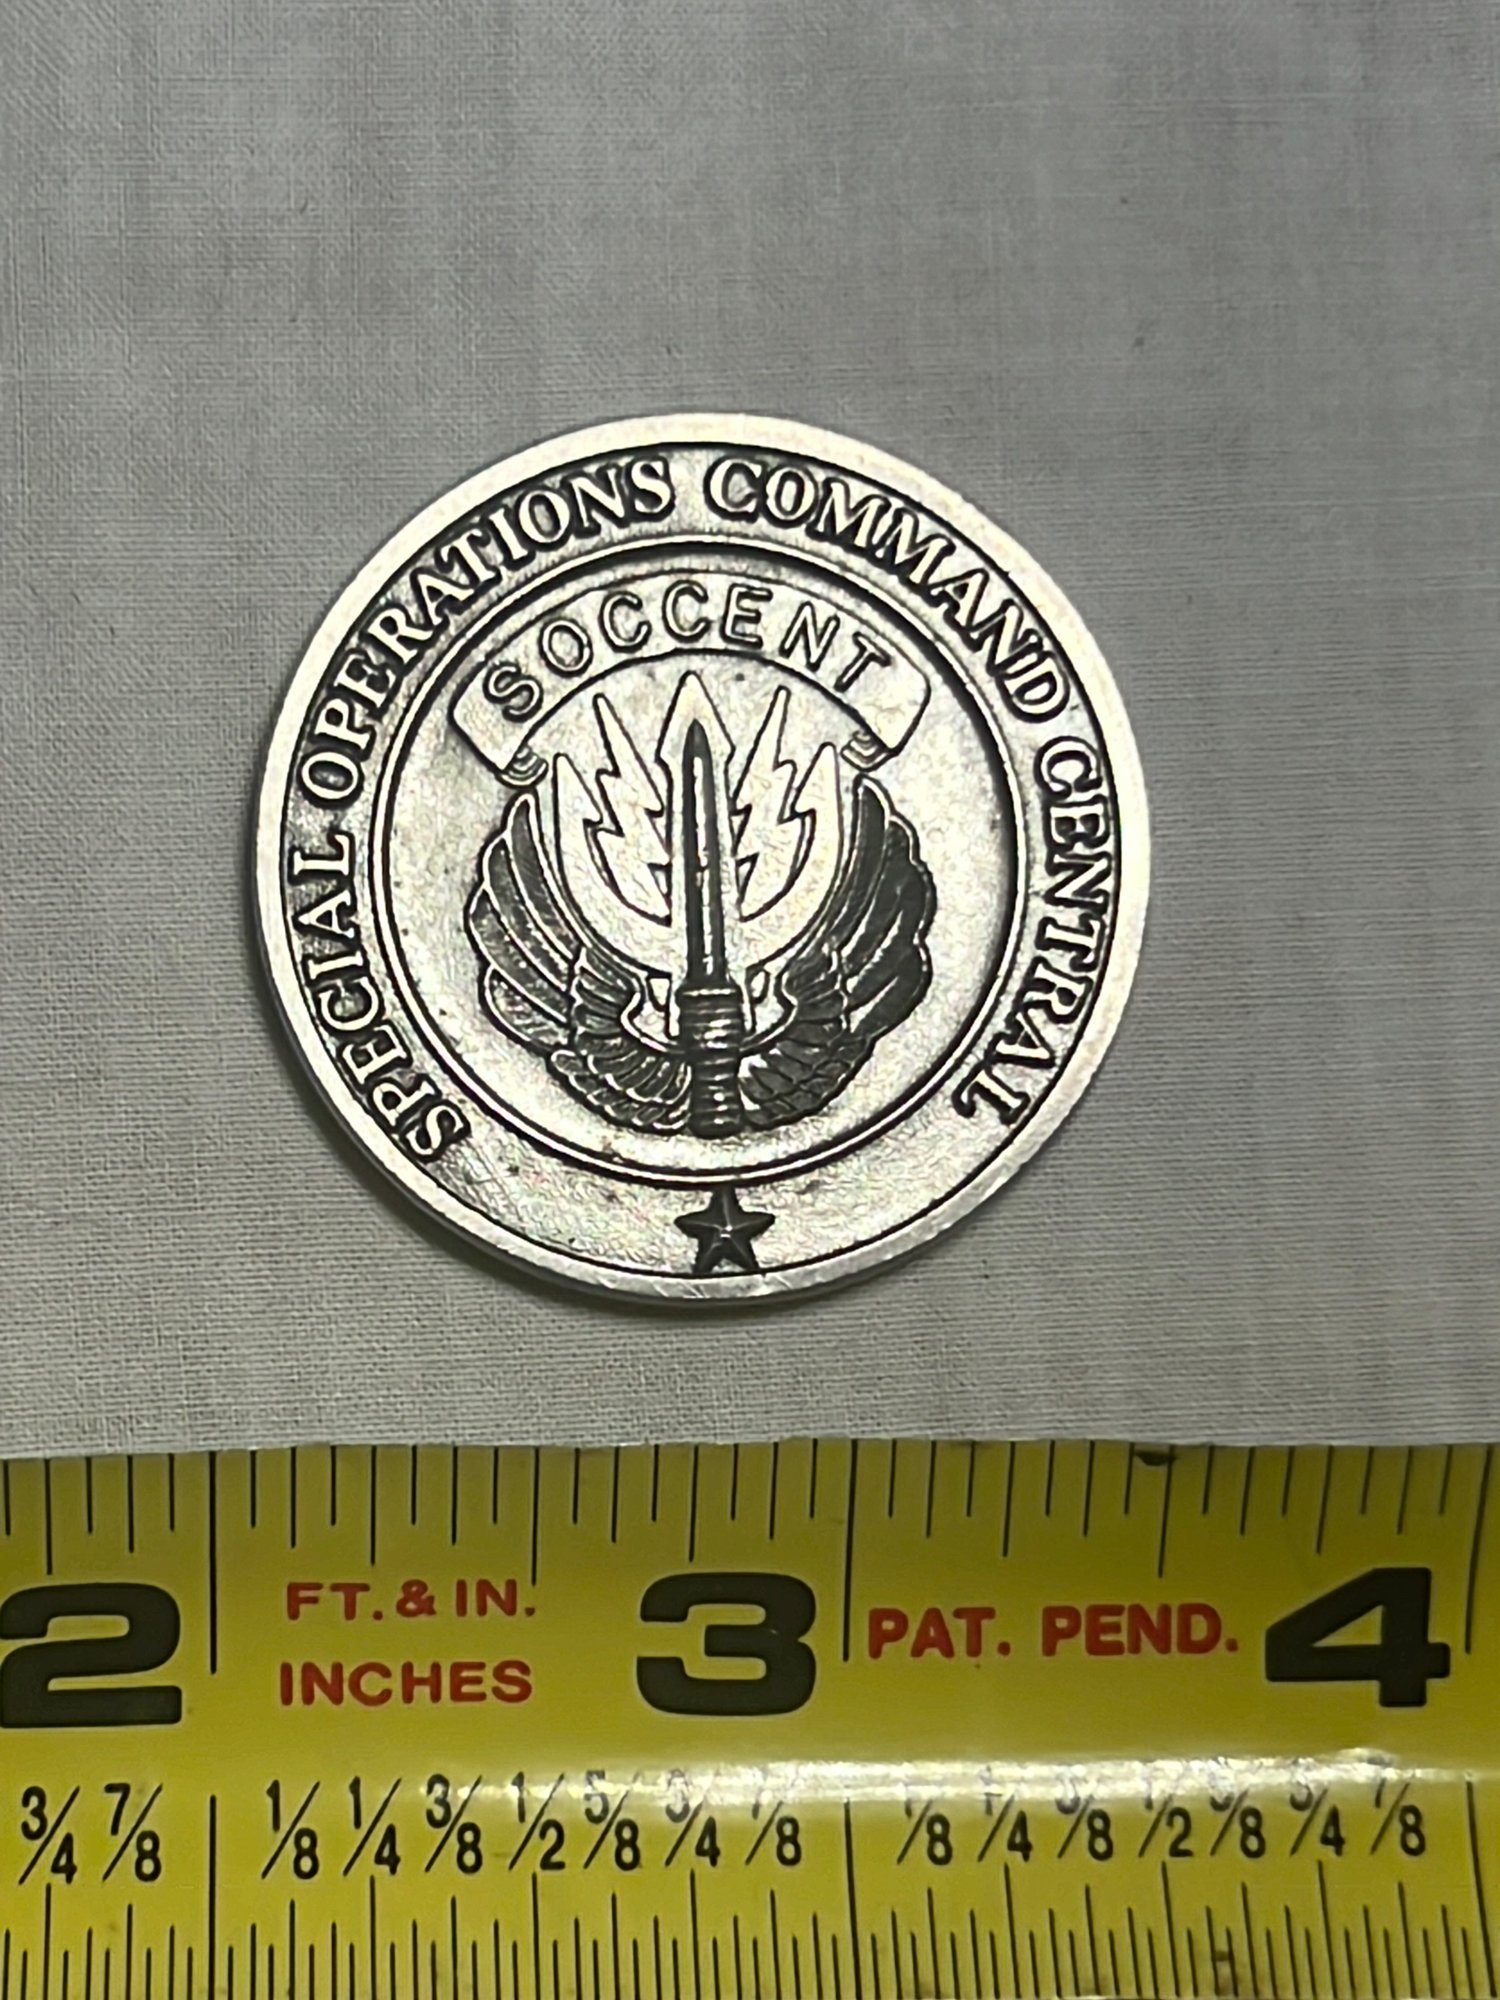 SPECIAL OPERATIONS COMMAND CENTRAL
SOCCENT
2 FT. & IN. INCHES 3 PAT. PEND. 4
3/4 7/8 1/8 1/4 3/8 1/2 5/8 3/4 7/8 1/8 1/4 3/8 1/2 5/8 3/4 7/8